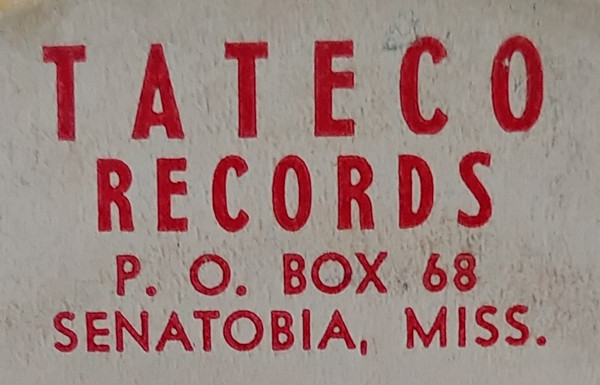 TATECO
RECORDS
P. O. BOX 68
SENATOBIA, MISS.